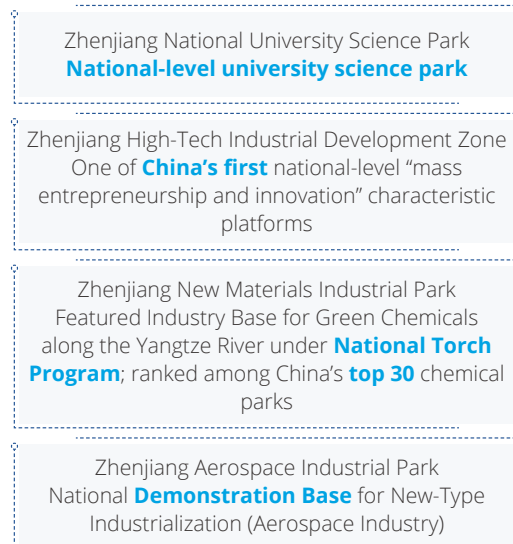 Zhenjiang National University Science Park
National-level university science park
Zhenjiang High-Tech Industrial Development Zone
One of China’s first national-level “mass
entrepreneurship and innovation” characteristic
platforms
Zhenjiang New Materials Industrial Park
Featured Industry Base for Green Chemicals
along the Yangtze River under National Torch
Program; ranked among China’s top 30 chemical
parks
Zhenjiang Aerospace Industrial Park
National Demonstration Base for New-Type
Industrialization (Aerospace Industry)